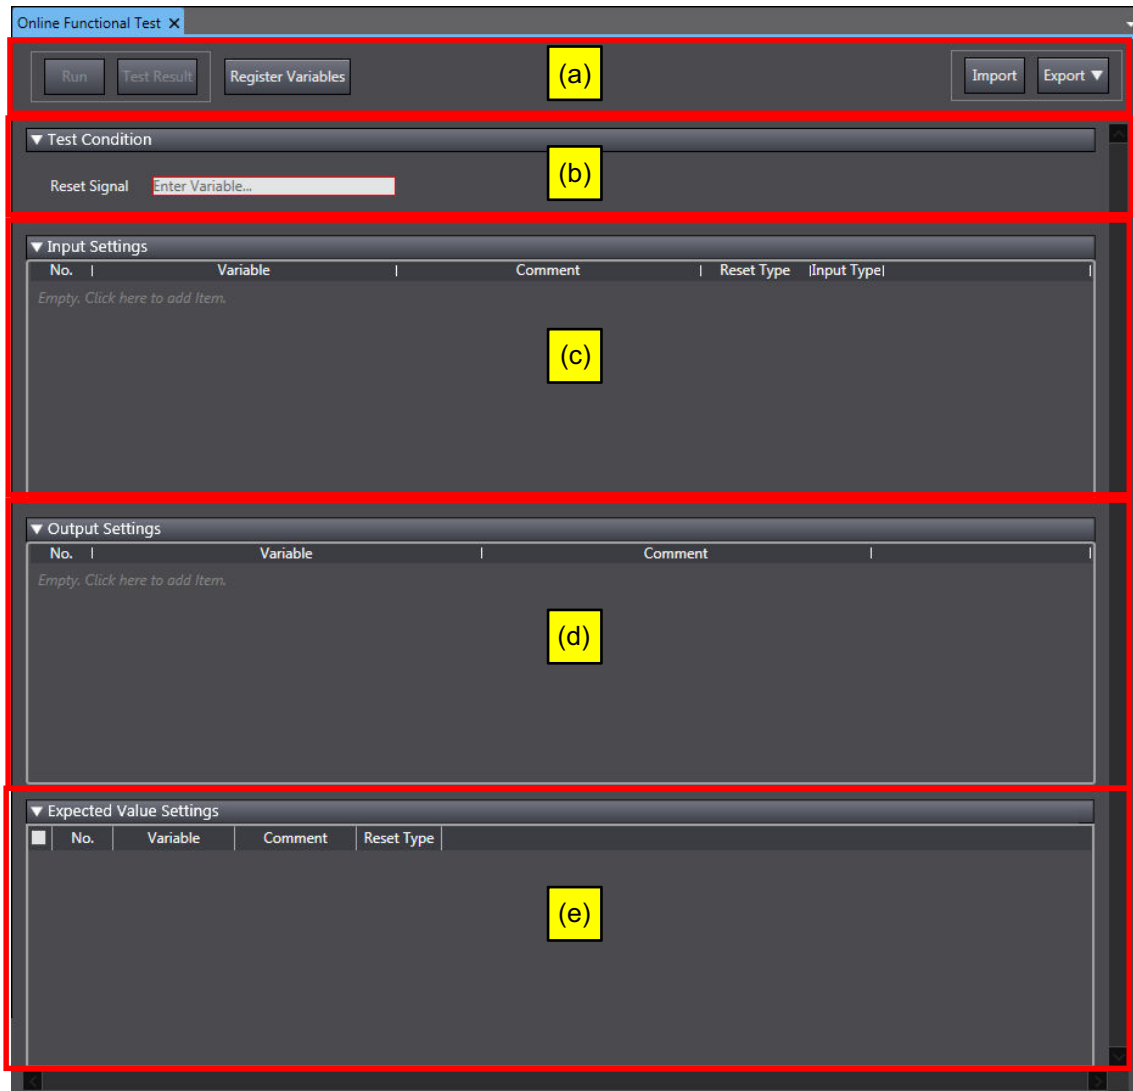 Online Functional Test X
Run Test Result Register Variables (a) Import Export ▼
▼ Test Condition
Reset Signal Enter Variable... (b)
▼ Input Settings
No. | Variable | Comment | Reset Type |Input Type|
Empty. Click here to add Item.
(c)
▼ Output Settings
No. | Variable | Comment |
Empty. Click here to add Item.
(d)
▼ Expected Value Settings
No. Variable Comment Reset Type
(e)